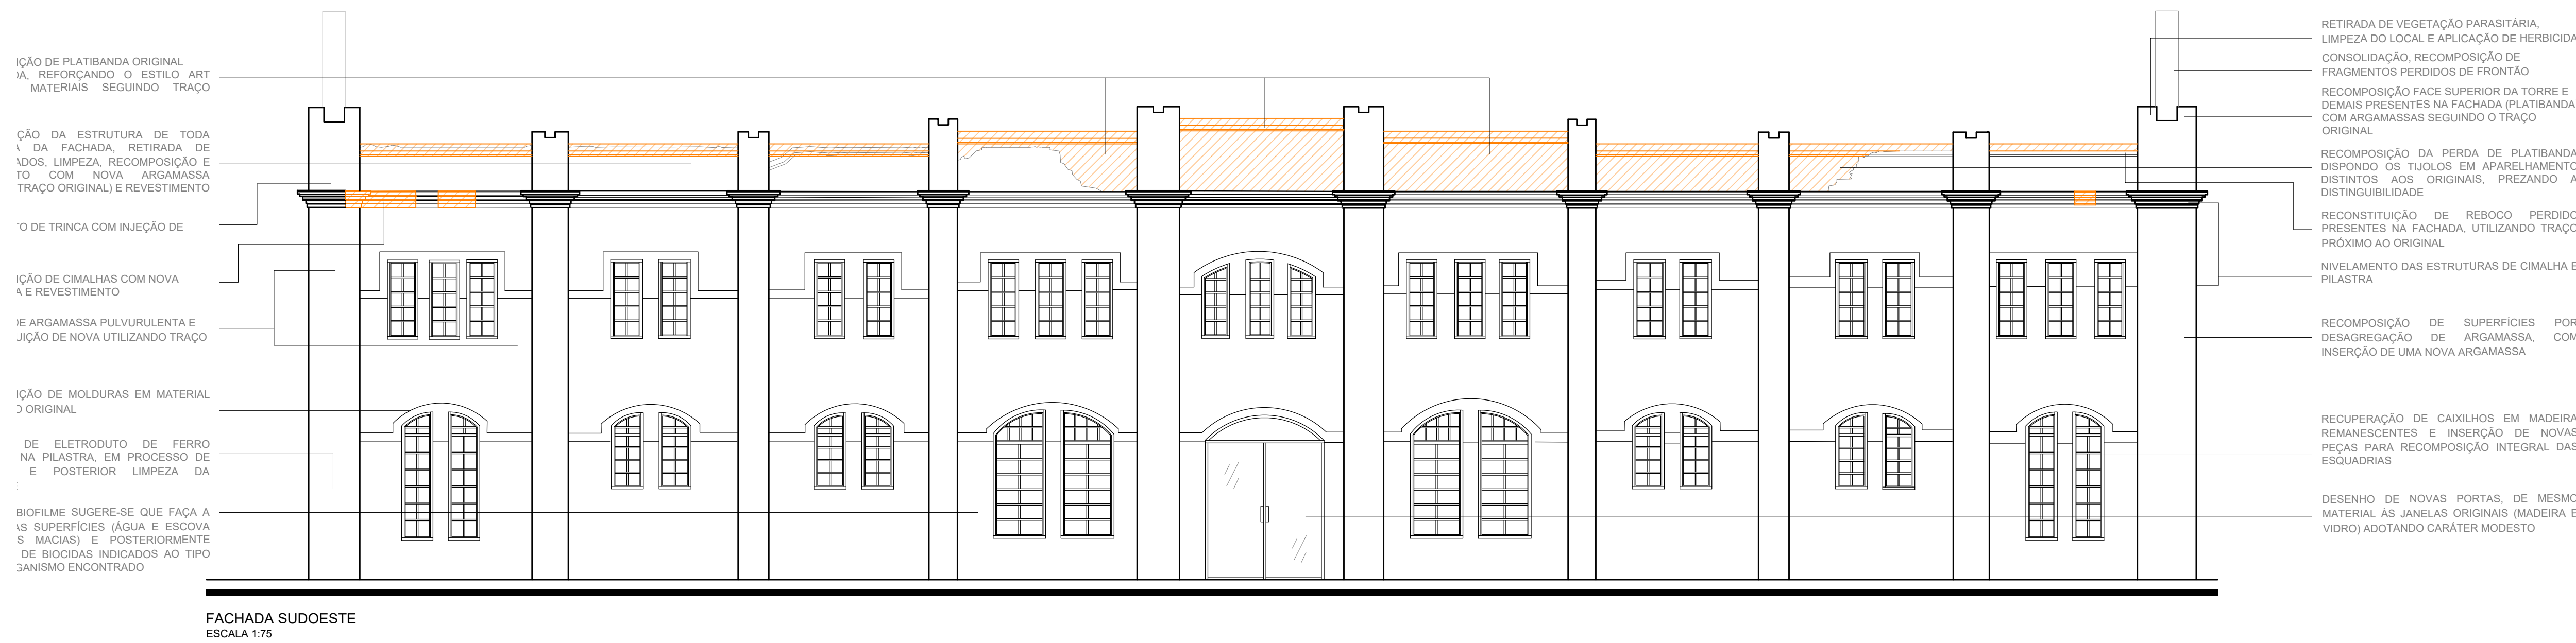 IÇÃO DE PLATIBANDA ORIGINAL
A, REFORÇANDO O ESTILO ART
MATERIAIS SEGUINDO TRAÇO
ÇÃO DA ESTRUTURA DE TODA
DA FACHADA, RETIRADA DE
ADOS, LIMPEZA, RECOMPOSIÇÃO E
TO COM NOVA ARGAMASSA
TRAÇO ORIGINAL) E REVESTIMENTO
TO DE TRINCA COM INJEÇÃO DE
IÇÃO DE CIMALHAS COM NOVA
A E REVESTIMENTO
DE ARGAMASSA PULVURULENTA E
UIÇÃO DE NOVA UTILIZANDO TRAÇO
IÇÃO DE MOLDURAS EM MATERIAL
O ORIGINAL
DE ELETRODUTO DE FERRO
NA PILASTRA, EM PROCESSO DE
E POSTERIOR LIMPEZA DA
BIOFILME SUGERE-SE QUE FAÇA A
AS SUPERFÍCIES (ÁGUA E ESCOVA
S MACIAS) E POSTERIORMENTE
DE BIOCIDAS INDICADOS AO TIPO
GANISMO ENCONTRADO
RETIRADA DE VEGETAÇÃO PARASITÁRIA,
LIMPEZA DO LOCAL E APLICAÇÃO DE HERBICIDA
CONSOLIDAÇÃO, RECOMPOSIÇÃO DE
FRAGMENTOS PERDIDOS DE FRONTÃO
RECOMPOSIÇÃO FACE SUPERIOR DA TORRE E
DEMAIS PRESENTES NA FACHADA (PLATIBANDA
COM ARGAMASSAS SEGUINDO O TRAÇO
ORIGINAL
RECOMPOSIÇÃO DA PERDA DE PLATIBANDA
DISPONDO OS TIJOLOS EM APARELHAMENTO
DISTINTOS AOS ORIGINAIS, PREZANDO A
DISTINGUIBILIDADE
RECONSTITUIÇÃO DE REBOCO PERDIDO
PRESENTES NA FACHADA, UTILIZANDO TRAÇO
PRÓXIMO AO ORIGINAL
NIVELAMENTO DAS ESTRUTURAS DE CIMALHA E
PILASTRA
RECOMPOSIÇÃO DE SUPERFÍCIES POR
DESAGREGAÇÃO DE ARGAMASSA, COM
INSERÇÃO DE UMA NOVA ARGAMASSA
RECUPERAÇÃO DE CAIXILHOS EM MADEIRA
REMANESCENTES E INSERÇÃO DE NOVAS
PEÇAS PARA RECOMPOSIÇÃO INTEGRAL DAS
ESQUADRIAS
DESENHO DE NOVAS PORTAS, DE MESMO
MATERIAL ÀS JANELAS ORIGINAIS (MADEIRA E
VIDRO) ADOTANDO CARÁTER MODESTO
FACHADA SUDOESTE
ESCALA 1:75